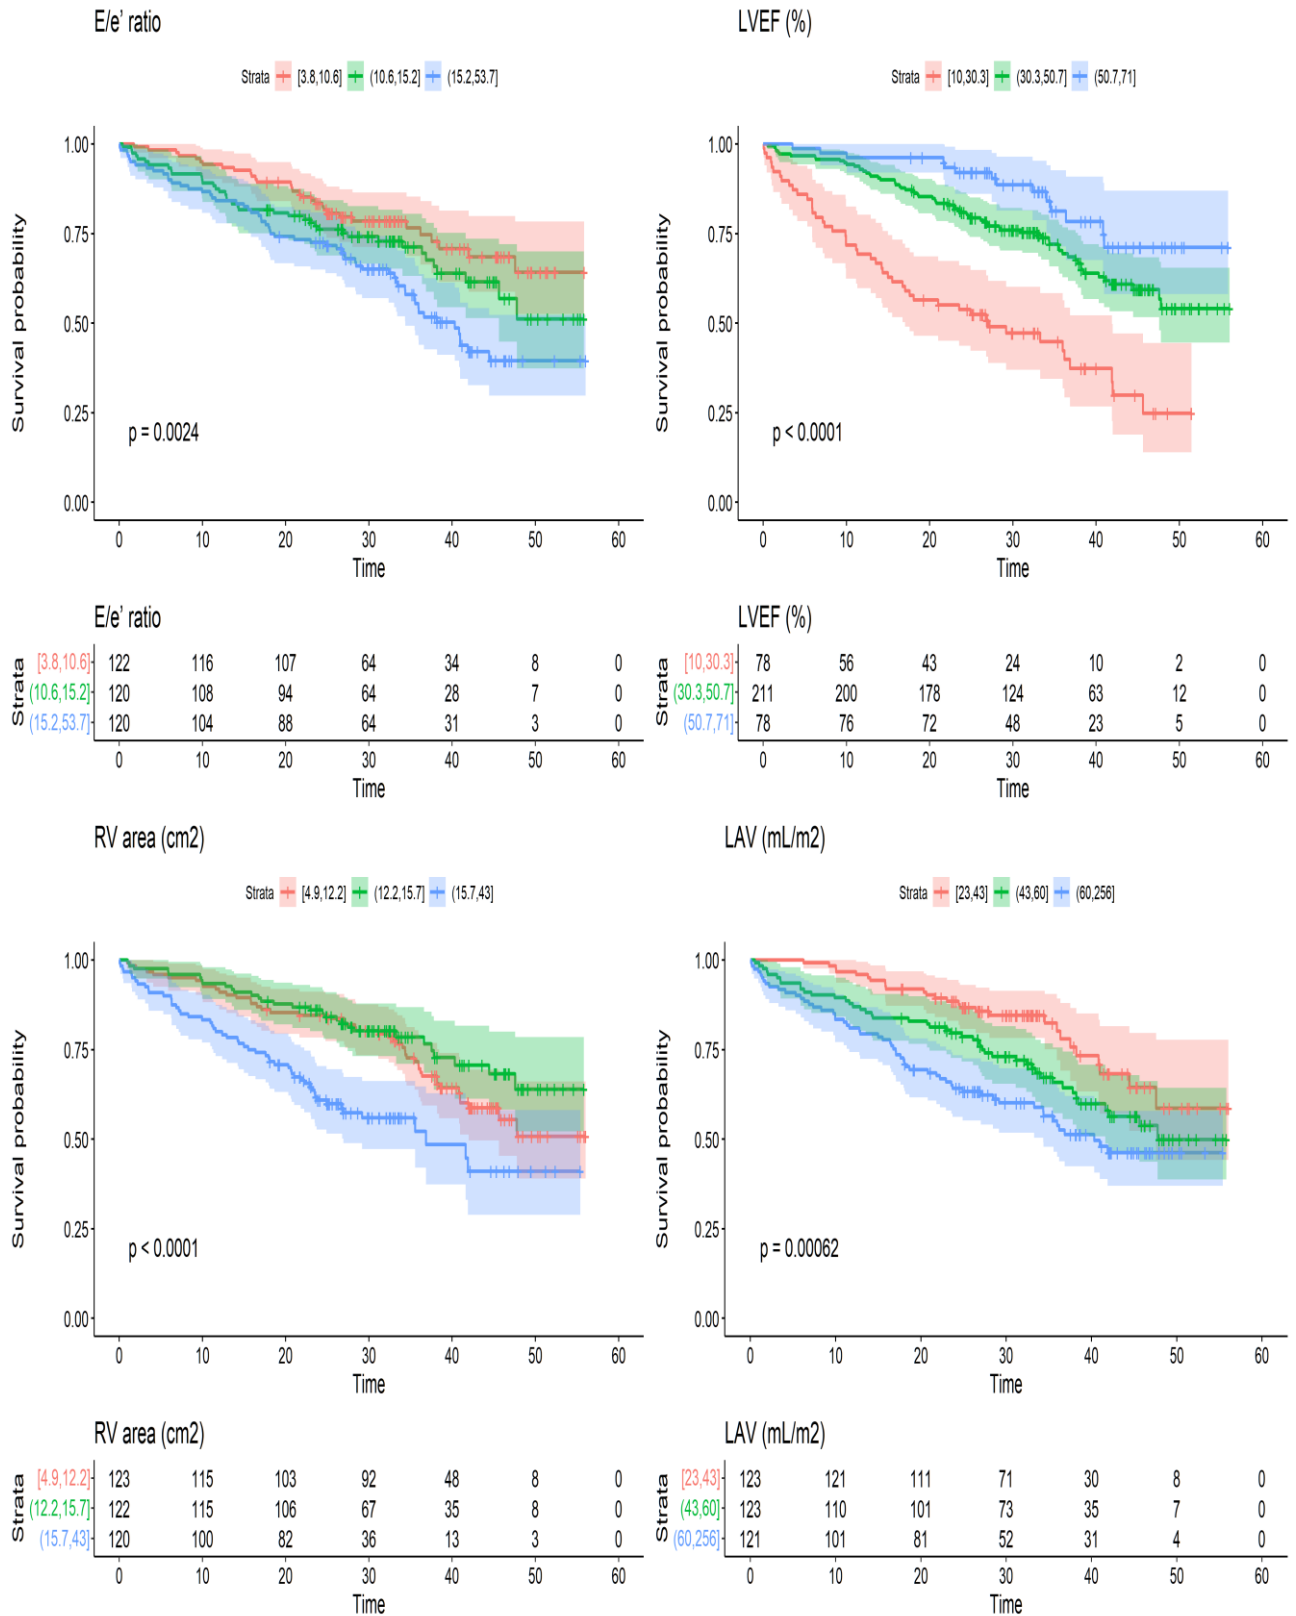 E/e’ ratio
Strata [3.8,10.6] (10.6,15.2] (15.2,53.7]
Survival probability
1.00
0.75
0.50
0.25
0.00
p = 0.0024
0 10 20 30 40 50 60
Time
E/e’ ratio
Strata
[3.8,10.6] 122 116 107 64 34 8 0
(10.6,15.2] 120 108 94 64 28 7 0
(15.2,53.7] 120 104 88 64 31 3 0
0 10 20 30 40 50 60
Time
LVEF (%)
Strata [10,30.3] (30.3,50.7] (50.7,71]
Survival probability
1.00
0.75
0.50
0.25
0.00
p < 0.0001
0 10 20 30 40 50 60
Time
LVEF (%)
Strata
[10,30.3] 78 56 43 24 10 2 0
(30.3,50.7] 211 200 178 124 63 12 0
(50.7,71] 78 76 72 48 23 5 0
0 10 20 30 40 50 60
Time
RV area (cm2)
Strata [4.9,12.2] (12.2,15.7] (15.7,43]
Survival probability
1.00
0.75
0.50
0.25
0.00
p < 0.0001
0 10 20 30 40 50 60
Time
RV area (cm2)
Strata
[4.9,12.2] 123 115 103 92 48 8 0
(12.2,15.7] 122 115 106 67 35 8 0
(15.7,43] 120 100 82 36 13 3 0
0 10 20 30 40 50 60
Time
LAV (mL/m2)
Strata [23,43] (43,60] (60,256]
Survival probability
1.00
0.75
0.50
0.25
0.00
p = 0.00062
0 10 20 30 40 50 60
Time
LAV (mL/m2)
Strata
[23,43] 123 121 111 71 30 8 0
(43,60] 123 110 101 73 35 7 0
(60,256] 121 101 81 52 31 4 0
0 10 20 30 40 50 60
Time